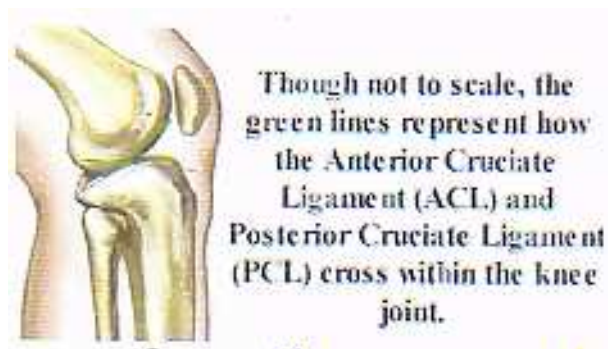 Though not to scale, the
green lines represent how
the Anterior Cruciate
Ligament (ACL) and
Posterior Cruciate Ligament
(PCL) cross within the knee
joint.